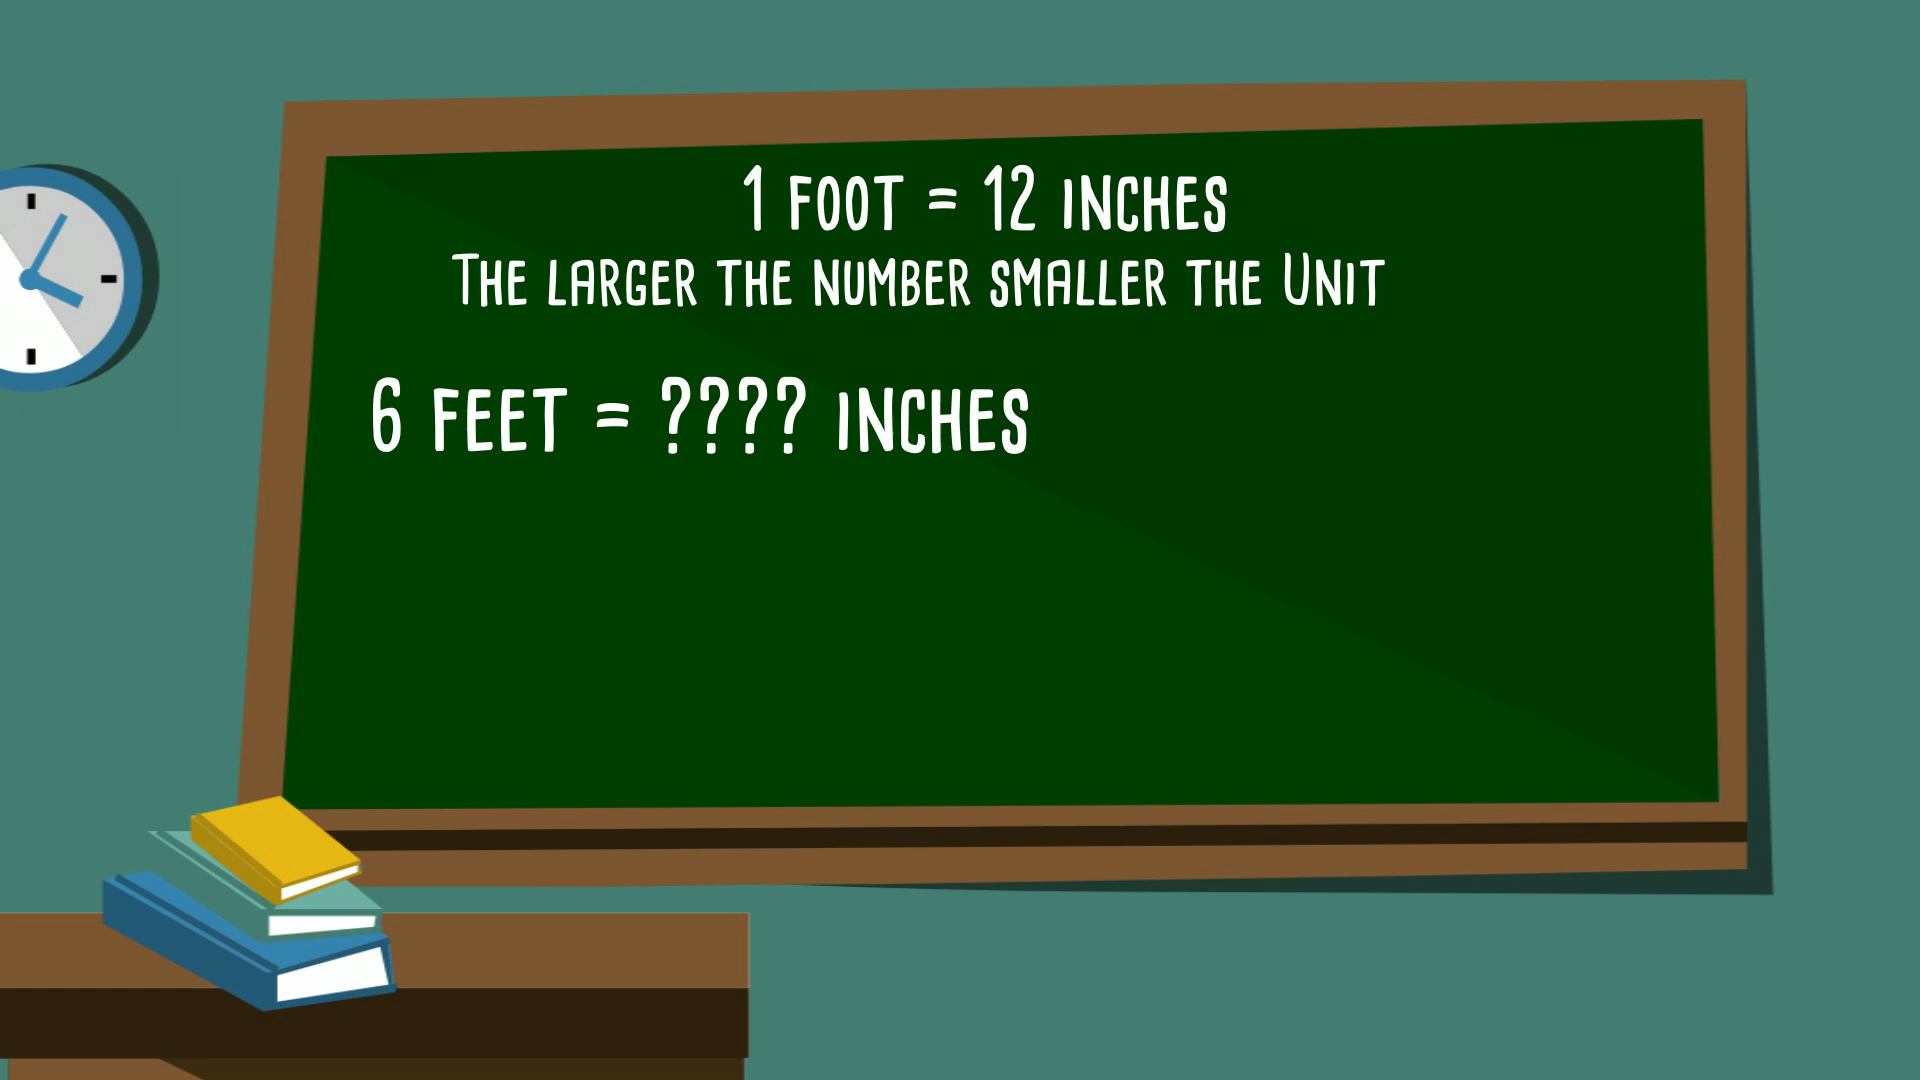 1 foot = 12 inches
The larger the number smaller the Unit
6 feet = ???? inches